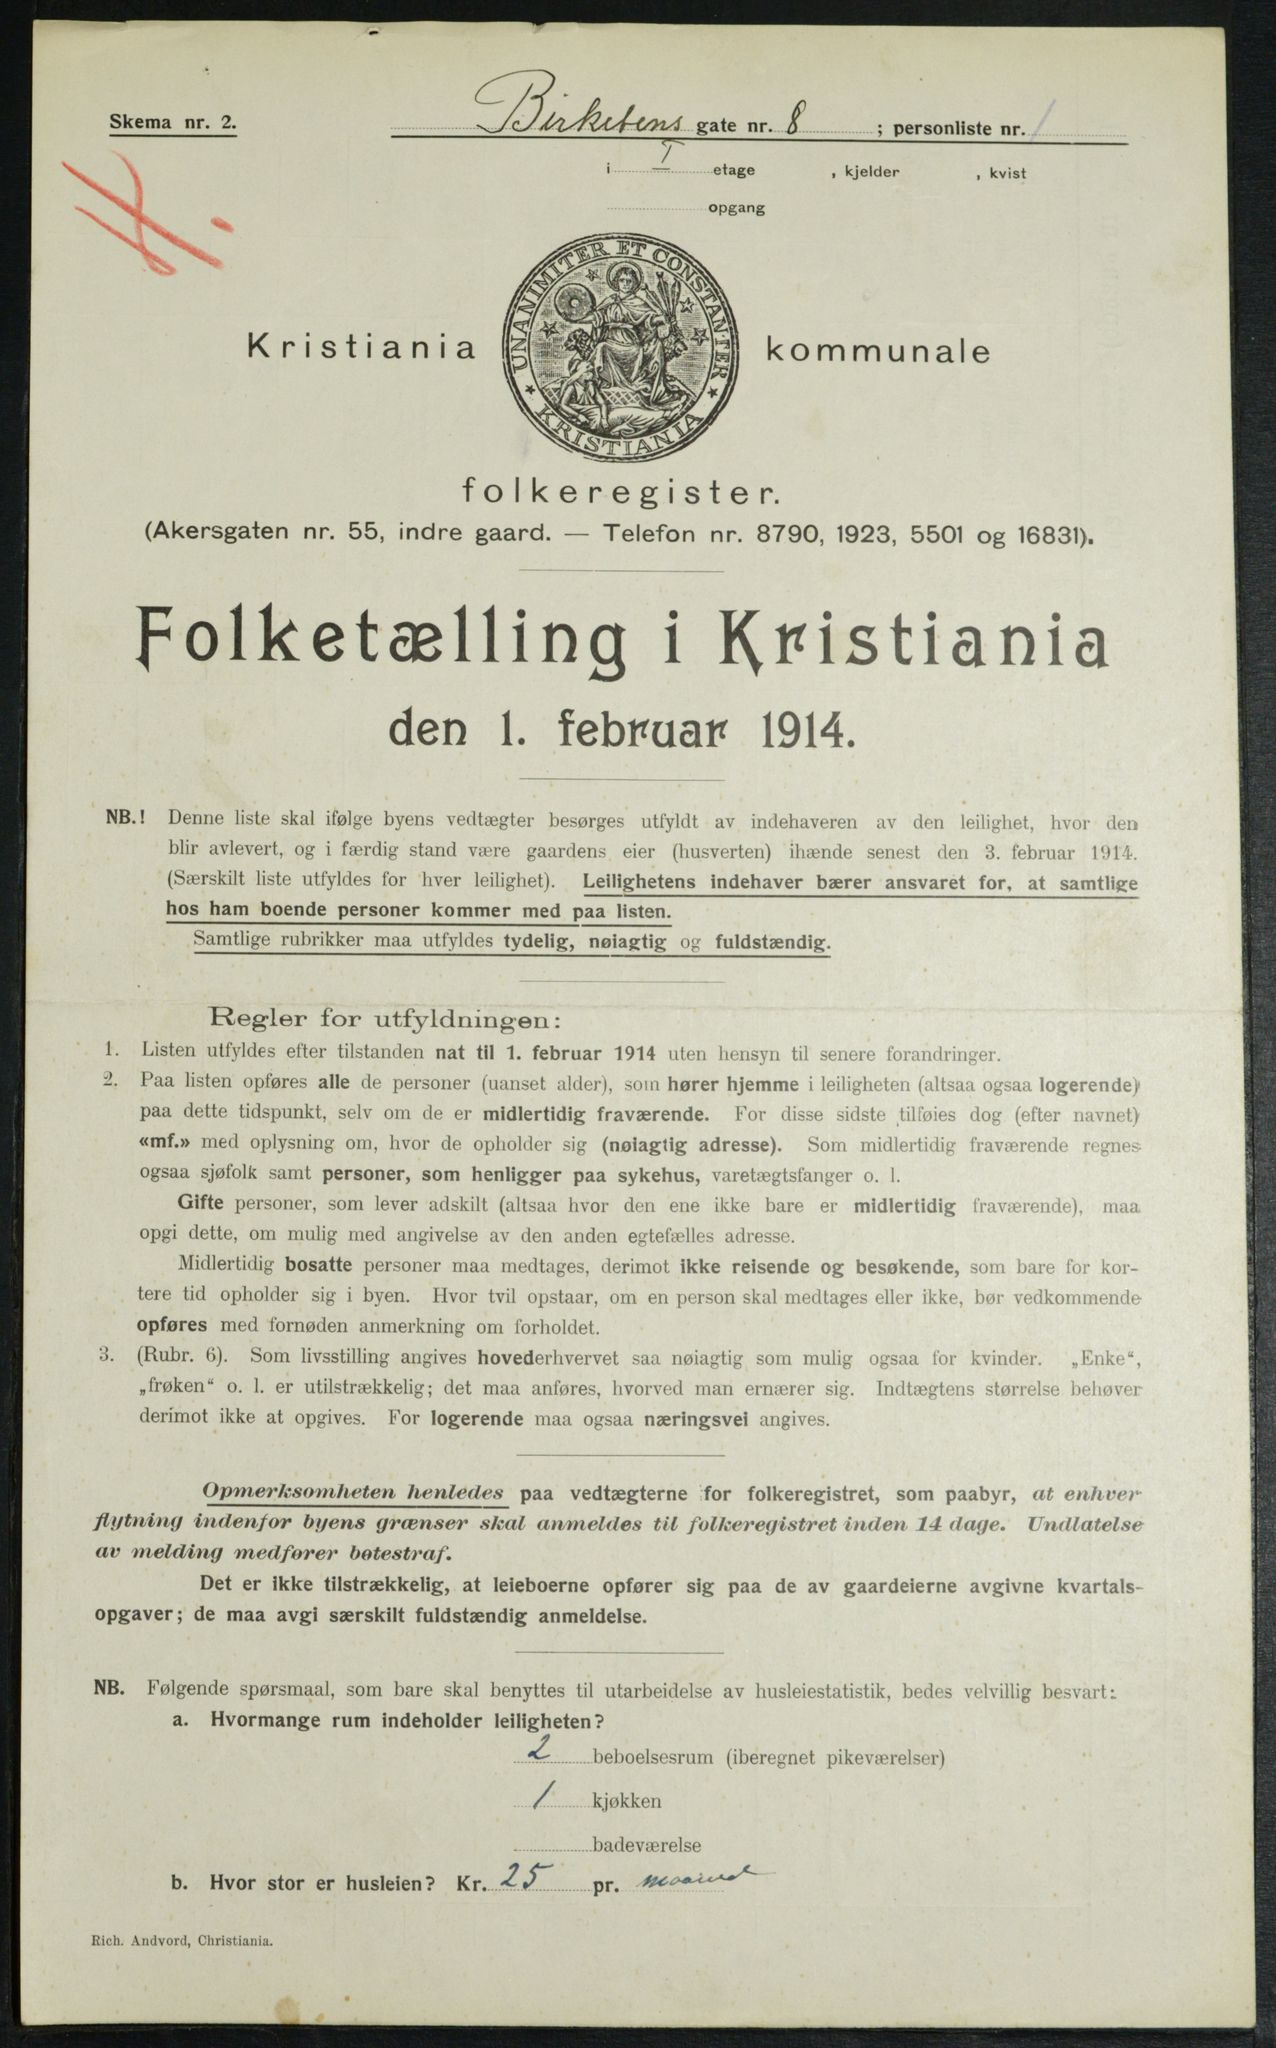 Skema nr. 2.
Birkebens gate nr. 8 ; personliste nr. 1
i I etage , kjelder , kvist
opgang
H.
UNANIMITER ET CONSTANTER
KRISTIANIA
Kristiania kommunale
folkeregister.
(Akersgaten nr. 55, indre gaard. — Telefon nr. 8790, 1923, 5501 og 16831).
Folketælling i Kristiania
den 1. februar 1914.
NB.! Denne liste skal ifølge byens vedtægter besørges utfyldt av indehaveren av den leilighet, hvor den
blir avlevert, og i færdig stand være gaardens eier (husverten) ihænde senest den 3. februar 1914.
(Særskilt liste utfyldes for hver leilighet). Leilighetens indehaver bærer ansvaret for, at samtlige
hos ham boende personer kommer med paa listen.
Samtlige rubrikker maa utfyldes tydelig, nøiagtig og fuldstændig.
Regler for utfyldningen:
1. Listen utfyldes efter tilstanden nat til 1. februar 1914 uten hensyn til senere forandringer.
2. Paa listen opføres alle de personer (uanset alder), som hører hjemme i leiligheten (altsaa ogsaa logerende)
paa dette tidspunkt, selv om de er midlertidig fraværende. For disse sidste tilføies dog (efter navnet)
«mf.» med oplysning om, hvor de opholder sig (nøiagtig adresse). Som midlertidig fraværende regnes
ogsaa sjøfolk samt personer, som henligger paa sykehus, varetægtsfanger o. l.
Gifte personer, som lever adskilt (altsaa hvor den ene ikke bare er midlertidig fraværende), maa
opgi dette, om mulig med angivelse av den anden egtefælles adresse.
Midlertidig bosatte personer maa medtages, derimot ikke reisende og besøkende, som bare for kor-
tere tid opholder sig i byen. Hvor tvil opstaar, om en person skal medtages eller ikke, bør vedkommende
opføres med fornøden anmerkning om forholdet.
3. (Rubr. 6). Som livsstilling angives hovederhvervet saa nøiagtig som mulig ogsaa for kvinder. „Enke“,
„frøken“ o. l. er utilstrækkelig; det maa anføres, hvorved man ernærer sig. Indtægtens størrelse behøver
derimot ikke at opgives. For logerende maa ogsaa næringsvei angives.
Opmerksomheten henledes paa vedtægterne for folkeregistret, som paabyr, at enhver
flytning indenfor byens grænser skal anmeldes til folkeregistret inden 14 dage. Undlatelse
av melding medfører bøtestraf.
Det er ikke tilstrækkelig, at leieboerne opfører sig paa de av gaardeierne avgivne kvartals-
opgaver; de maa avgi særskilt fuldstændig anmeldelse.
NB. Følgende spørsmaal, som bare skal benyttes til utarbeidelse av husleiestatistik, bedes velvillig besvart:
a. Hvormange rum indeholder leiligheten?
2 beboelsesrum (iberegnet pikeværelser)
1 kjøkken
badeværelse
b. Hvor stor er husleien? Kr. 25 pr. maaned
Rich. Andvord, Christiania.